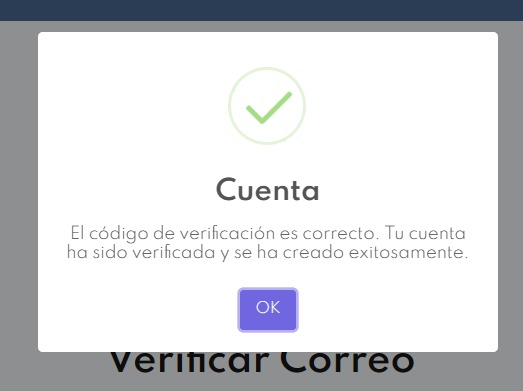 Cuenta
El código de verificación es correcto. Tu cuenta
ha sido verificada y se ha creado exitosamente.
OK
Verificar Correo